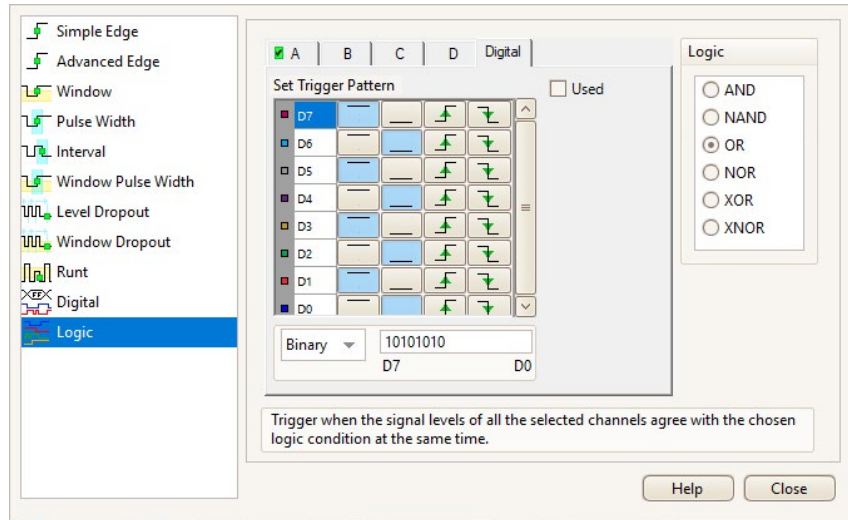 Simple Edge
Advanced Edge
Window
Pulse Width
Interval
Window Pulse Width
Level Dropout
Window Dropout
Runt
Digital
Logic
A B C D Digital
Set Trigger Pattern
Used
D7
D6
D5
D4
D3
D2
D1
D0
Binary 10101010
D7 D0
Logic
AND
NAND
OR
NOR
XOR
XNOR
Trigger when the signal levels of all the selected channels agree with the chosen
logic condition at the same time.
Help Close